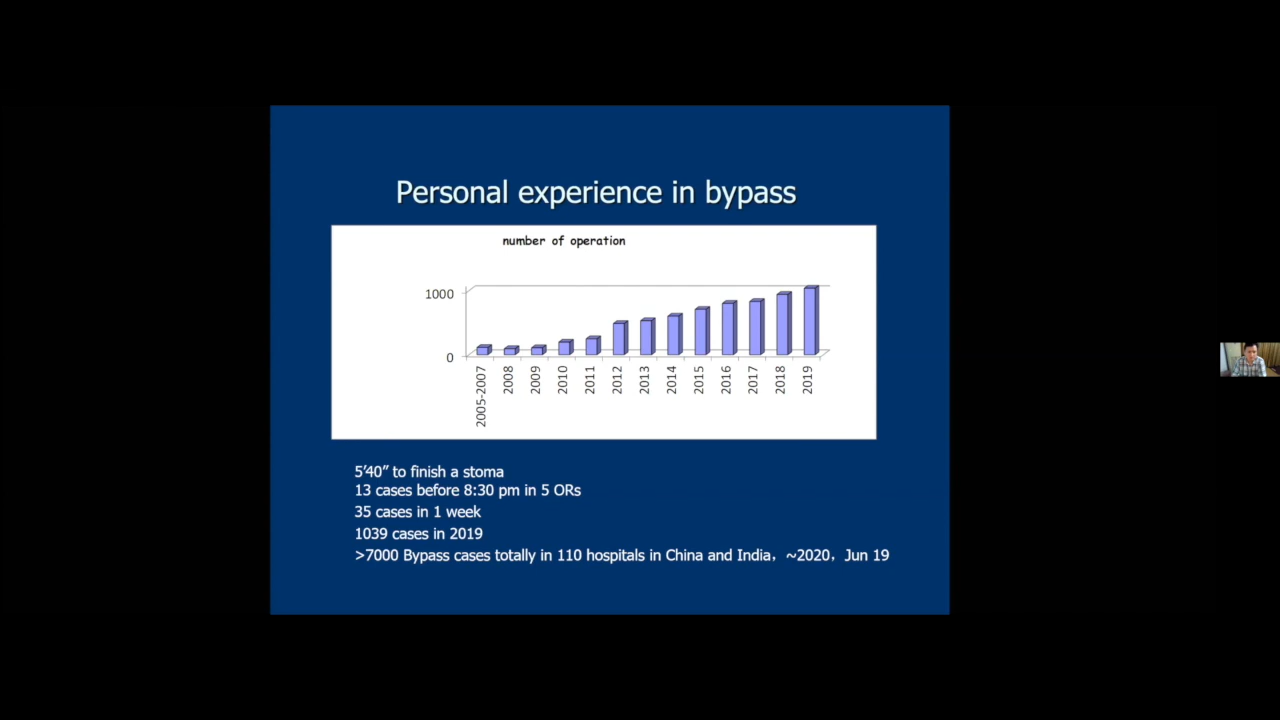 Personal experience in bypass
number of operation
1000
0
2005-2007
2008
2009
2010
2011
2012
2013
2014
2015
2016
2017
2018
2019
5’40” to finish a stoma
13 cases before 8:30 pm in 5 ORs
35 cases in 1 week
1039 cases in 2019
>7000 Bypass cases totally in 110 hospitals in China and India，~2020，Jun 19